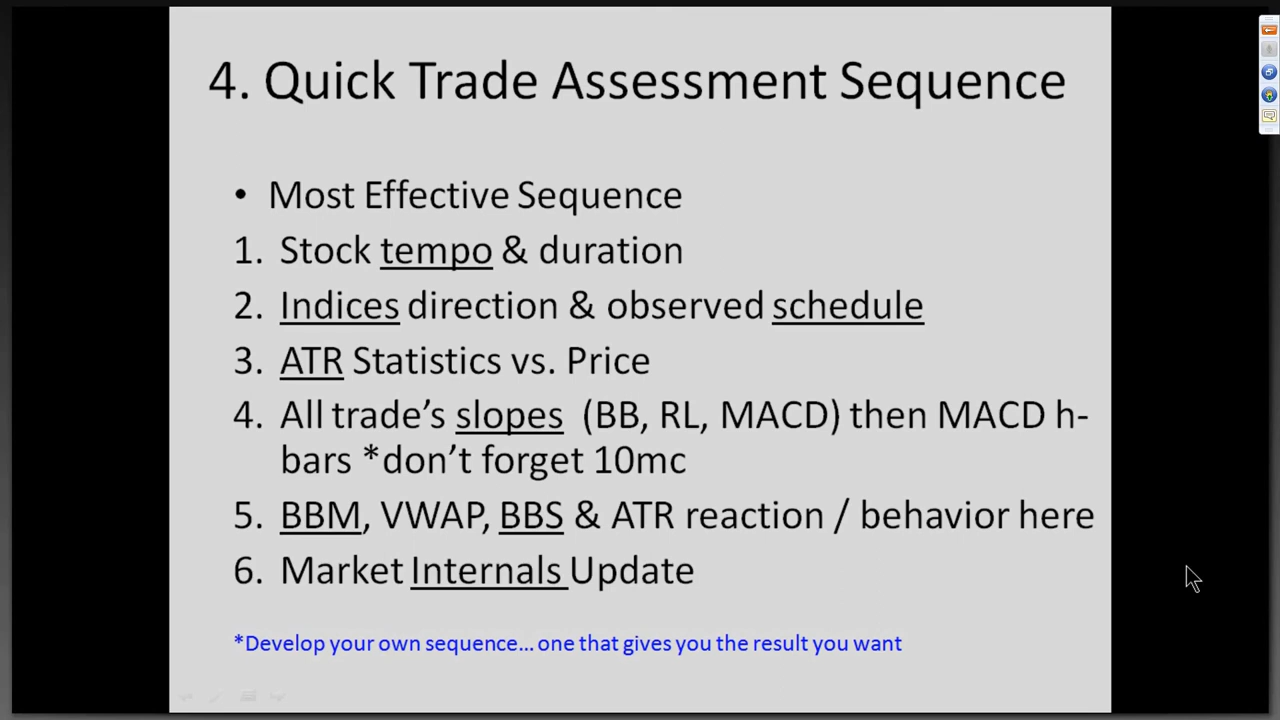 4. Quick Trade Assessment Sequence
• Most Effective Sequence
1. Stock tempo & duration
2. Indices direction & observed schedule
3. ATR Statistics vs. Price
4. All trade’s slopes (BB, RL, MACD) then MACD h-
bars *don’t forget 10mc
5. BBM, VWAP, BBS & ATR reaction / behavior here
6. Market Internals Update
*Develop your own sequence... one that gives you the result you want